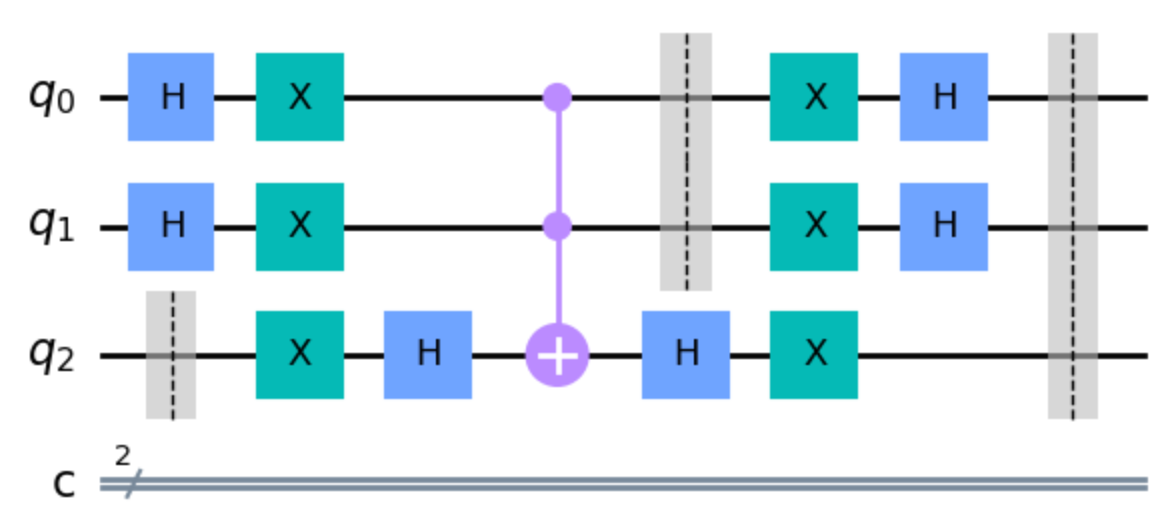 q0 H X X H
q1 H X X H
q2 X H H X
2
c